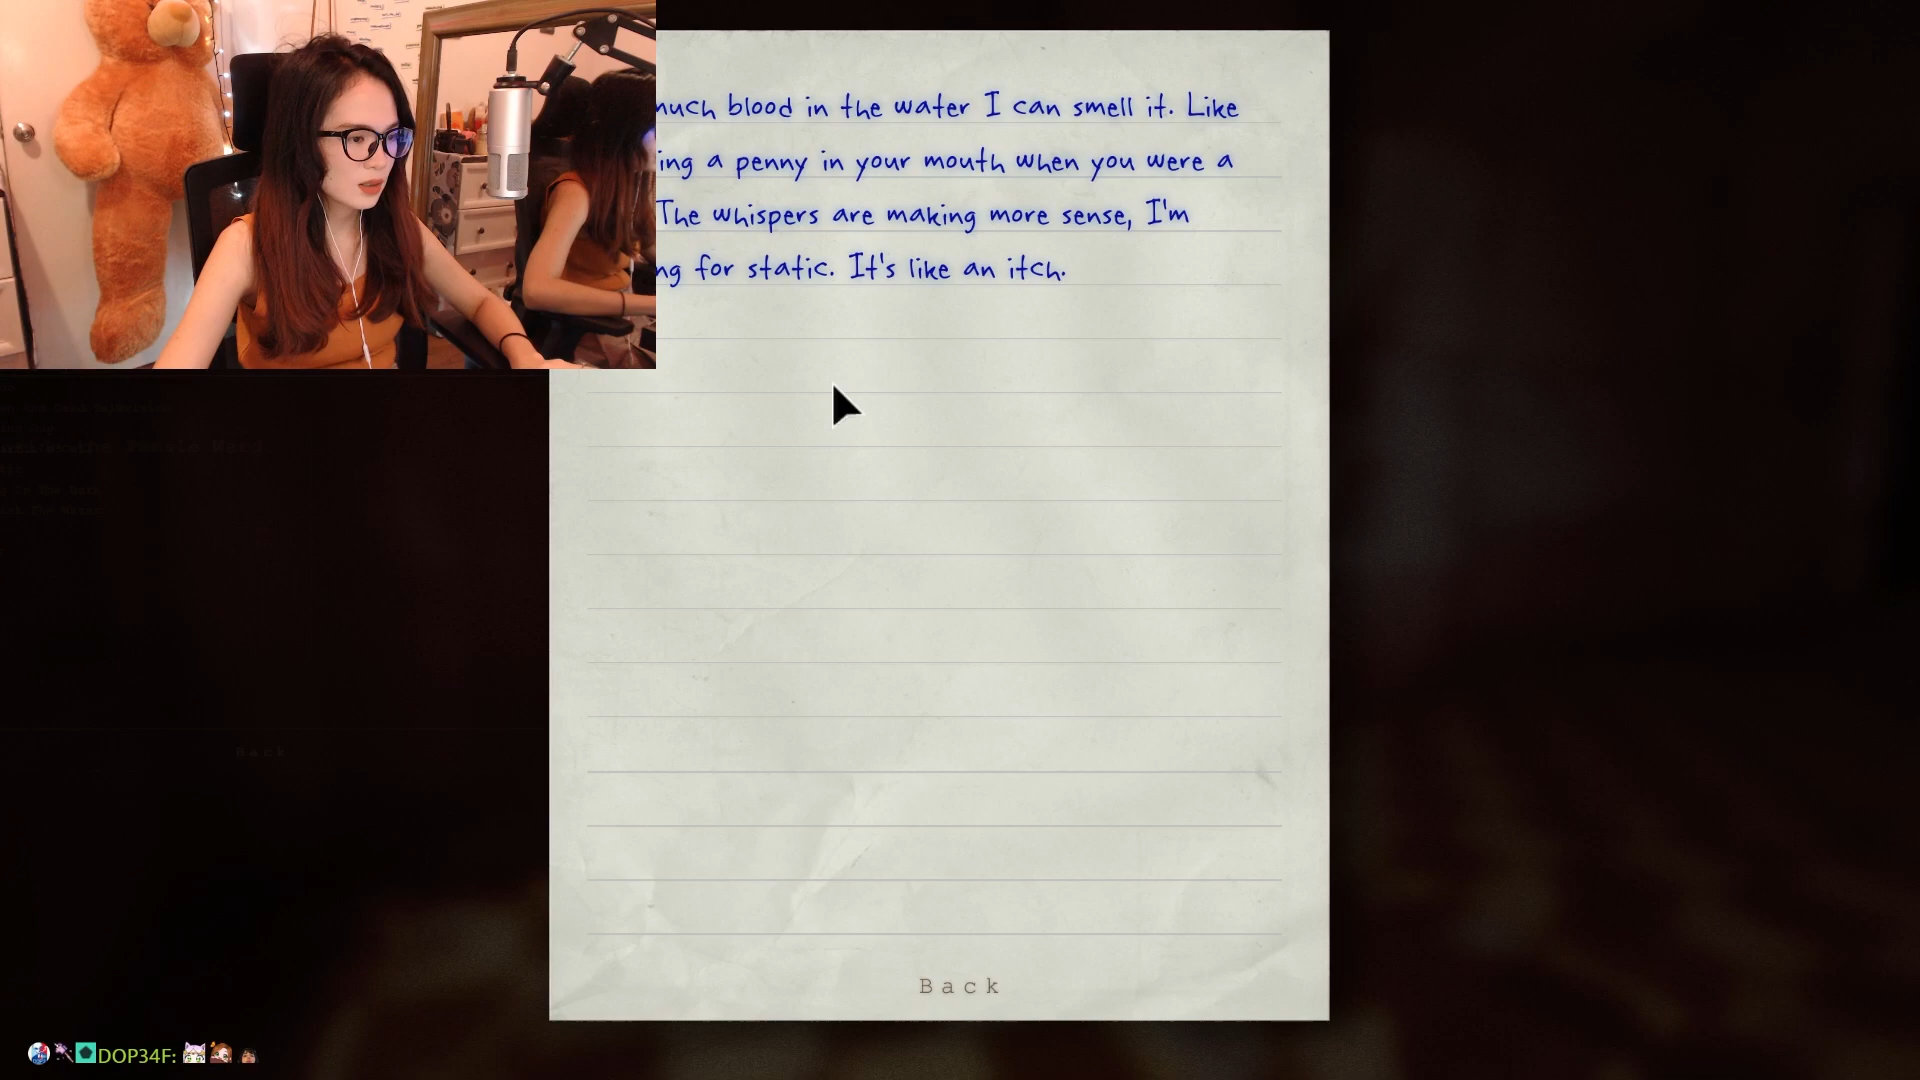 much blood in the water I can smell it. Like
ing a penny in your mouth when you were a
The whispers are making more sense, I'm
ng for static. It's like an itch.
Back
Back
DOP34F: